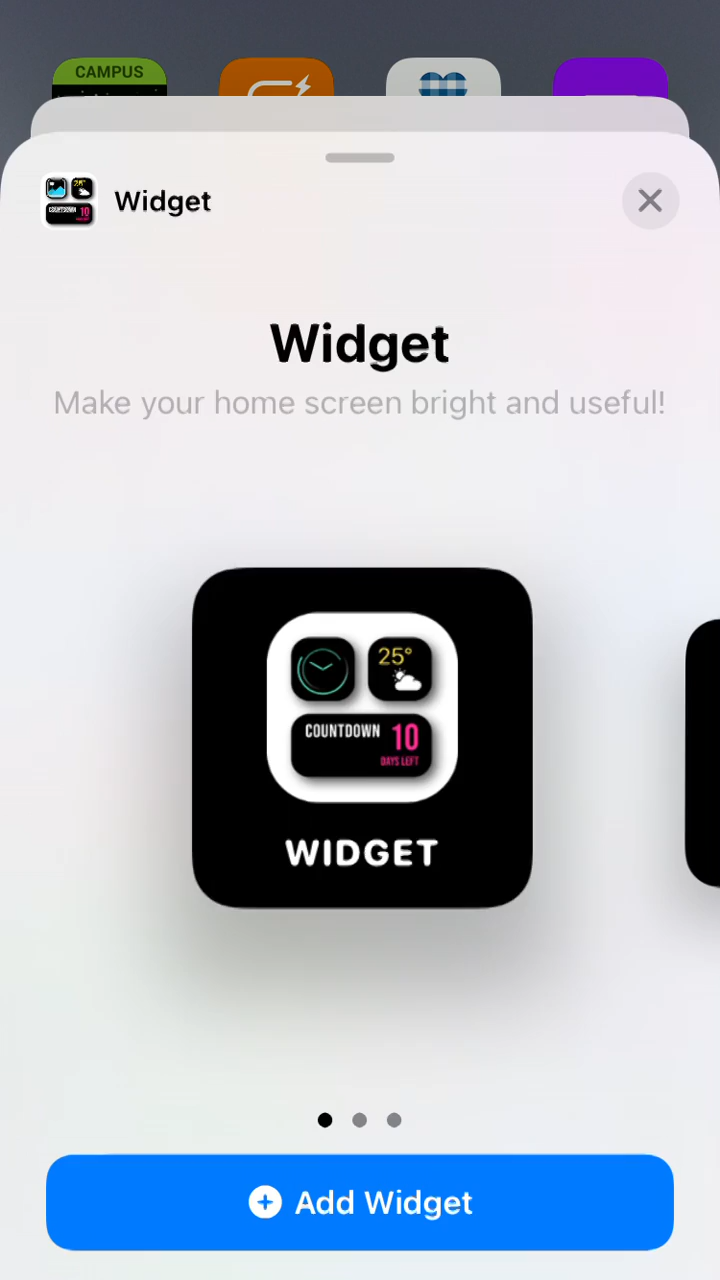 CAMPUS
Widget
Widget
Make your home screen bright and useful!
25°
COUNTDOWN 10
DAYS LEFT
WIDGET
Add Widget